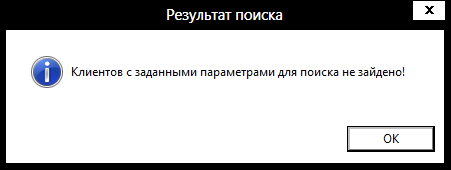 Результат поиска
x
Клиентов с заданными параметрами для поиска не зайдено!
OK